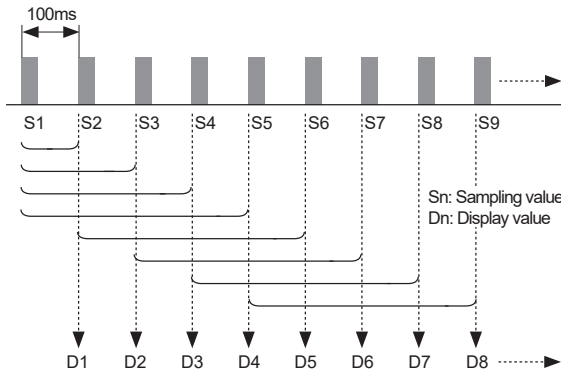 100ms
S1 S2 S3 S4 S5 S6 S7 S8 S9
Sn: Sampling value
Dn: Display value
D1 D2 D3 D4 D5 D6 D7 D8